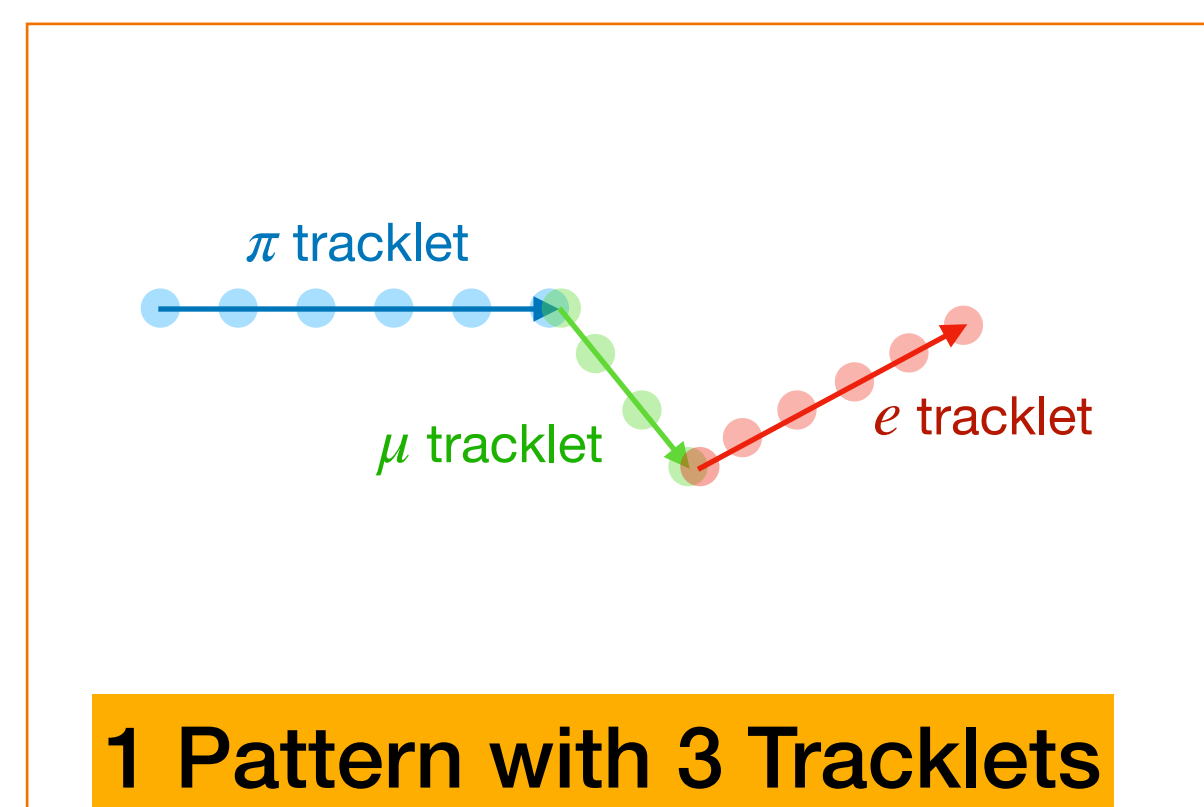 π tracklet
μ tracklet
e tracklet
1 Pattern with 3 Tracklets